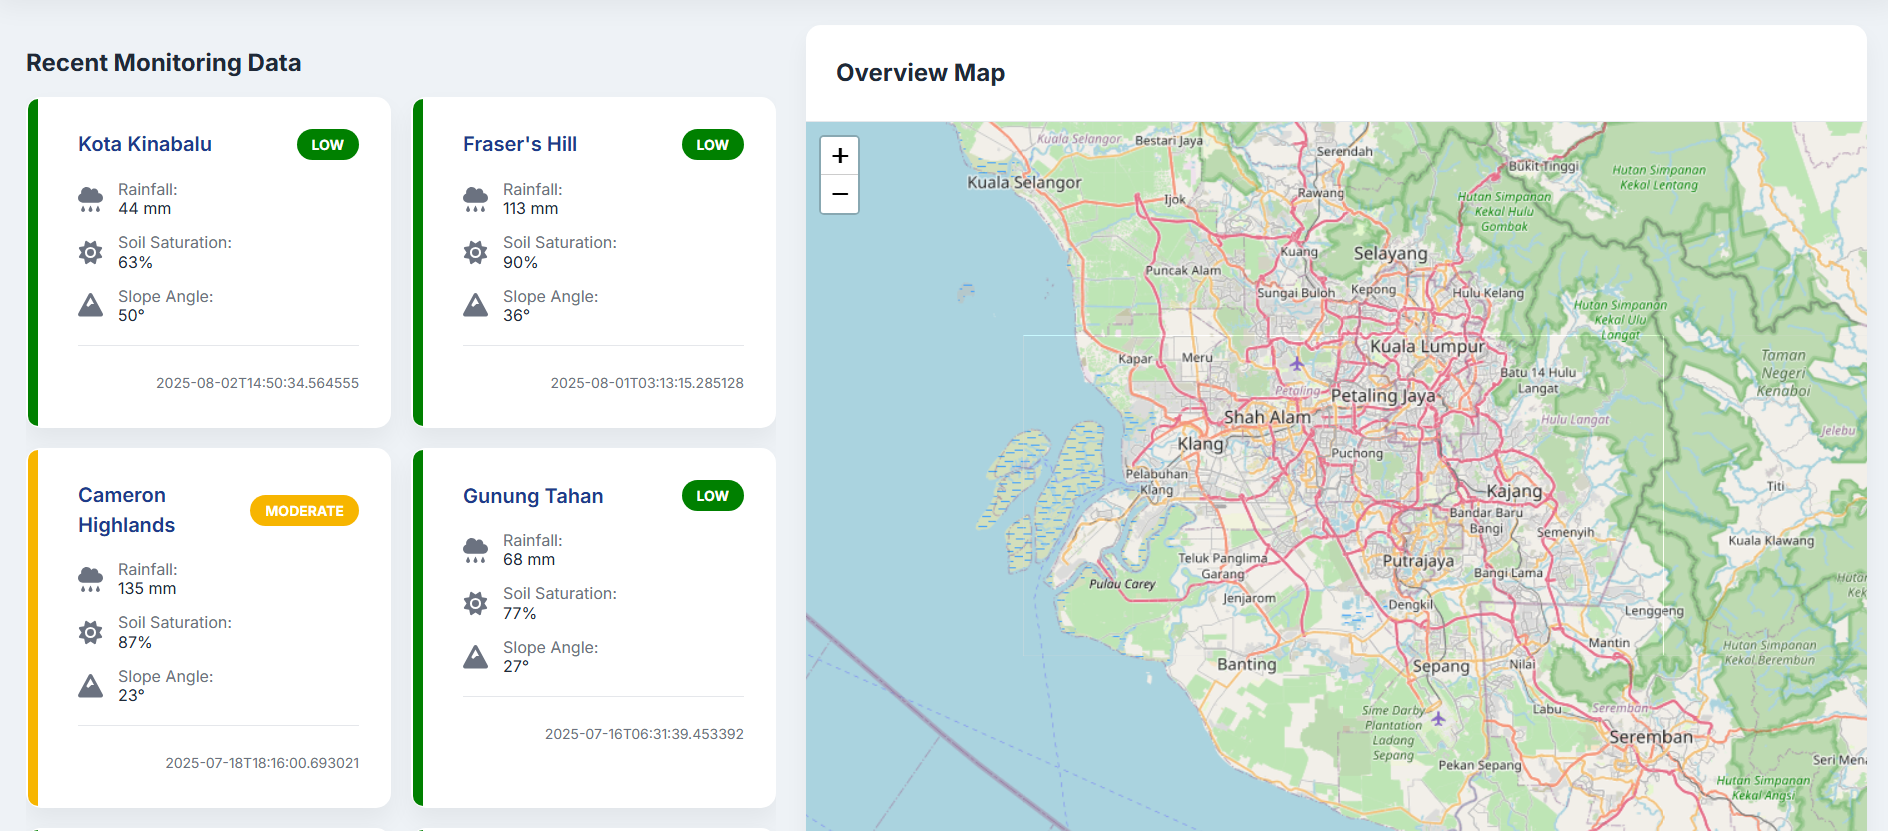 Recent Monitoring Data
Kota Kinabalu
LOW
Rainfall:
44 mm
Soil Saturation:
63%
Slope Angle:
50°
2025-08-02T14:50:34.564555
Fraser's Hill
LOW
Rainfall:
113 mm
Soil Saturation:
90%
Slope Angle:
36°
2025-08-01T03:13:15.285128
Cameron
Highlands
MODERATE
Rainfall:
135 mm
Soil Saturation:
87%
Slope Angle:
23°
2025-07-18T18:16:00.693021
Gunung Tahan
LOW
Rainfall:
68 mm
Soil Saturation:
77%
Slope Angle:
27°
2025-07-16T06:31:39.453392
Overview Map
+
−
Kuala Selangor
Bestari Jaya
Serendah
Bukit Tinggi
Hutan Simpanan
Kekal Lentang
Kuala Selangor
Ijok
Rawang
Hutan Simpanan
Kekal Hulu
Gombak
Kuang
Selayang
Puncak Alam
Sungai Buloh
Kepong
Hulu Kelang
Hutan Simpanan
Kekal Ulu
Langat
Kapar
Meru
Kuala Lumpur
Batu 14 Hulu
Langat
Taman
Negeri
Kenaboi
Petaling
Petaling Jaya
Shah Alam
Hulu Langat
Jelebu
Klang
Puchong
Pelabuhan
Klang
Kajang
Titi
Bandar Baru
Bangi
Semenyih
Kuala Klawang
Teluk Panglima
Garang
Putrajaya
Bangi Lama
Pulau Carey
Hutan
Kek
Jenjarom
Dengkil
Lenggeng
Mantin
Hutan Simpanan
Kekal Berembun
Banting
Sepang
Nilai
Sime Darby
Plantation
Ladang
Sepang
Labu
Seremban
Seremban
Kuala Pekan Sepang
Seri Mena
Hutan Simpanan
Kekal Angsi